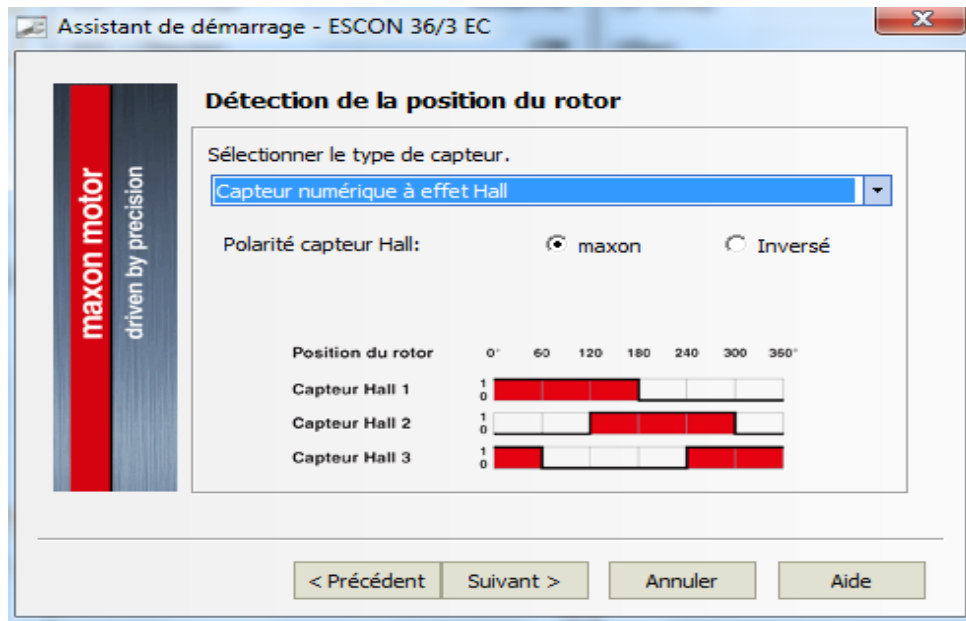 Assistant de démarrage - ESCON 36/3 EC
maxon motor
driven by precision
Détection de la position du rotor
Sélectionner le type de capteur.
Capteur numérique à effet Hall
Polarité capteur Hall: maxon Inversé
Position du rotor 0° 60 120 180 240 300 360°
Capteur Hall 1 1 0
Capteur Hall 2 1 0
Capteur Hall 3 1 0
< Précédent Suivant > Annuler Aide